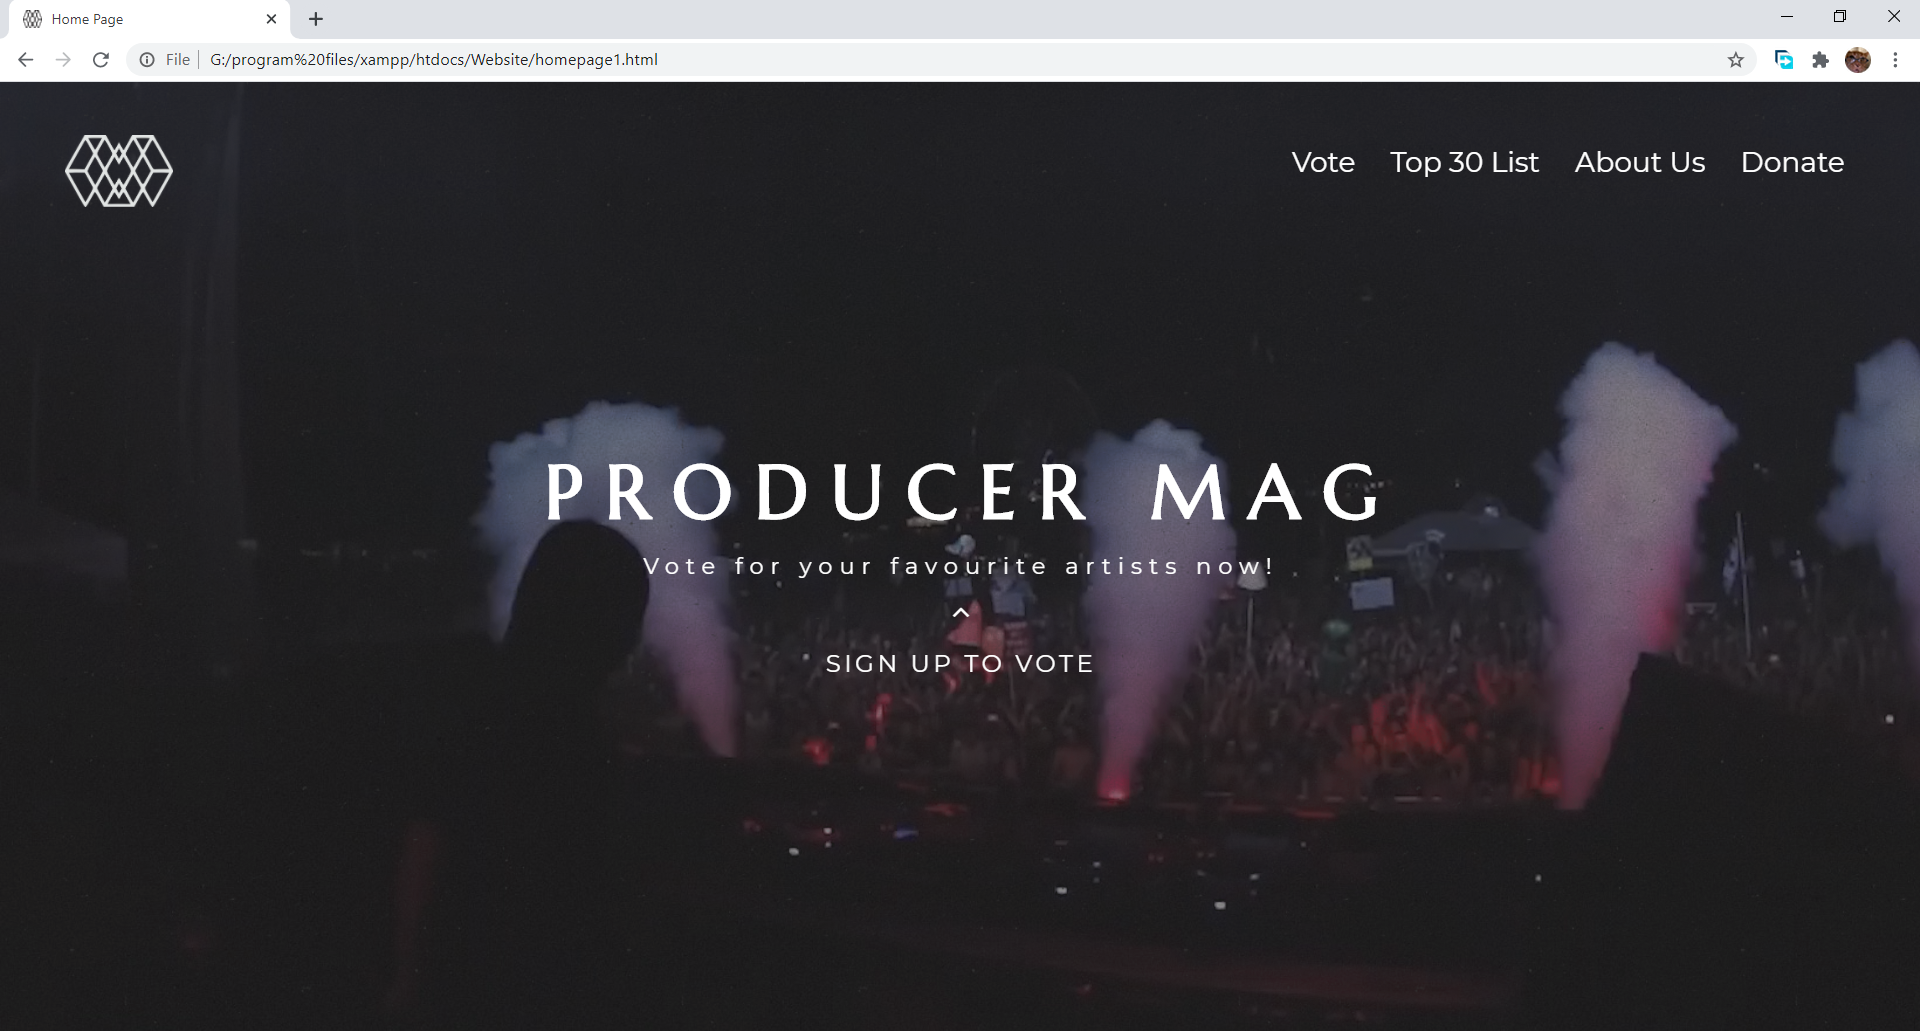 Home Page
File G:/program%20files/xampp/htdocs/Website/homepage1.html
Vote Top 30 List About Us Donate
PRODUCER MAG
Vote for your favourite artists now!
SIGN UP TO VOTE